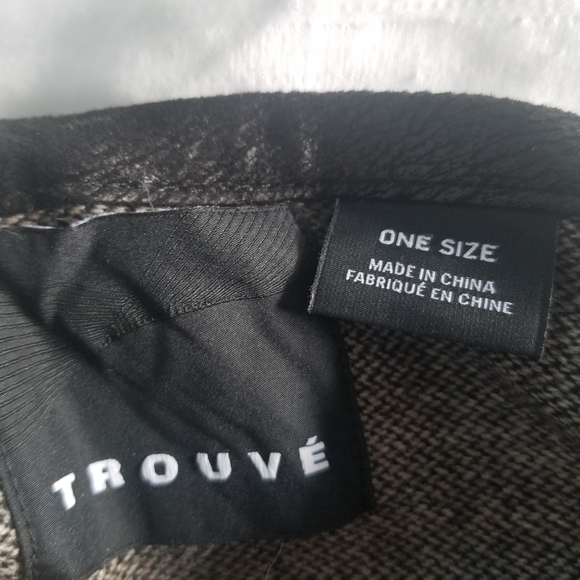 ONE SIZE
MADE IN CHINA
FABRIQUÉ EN CHINE
TROUVÉ